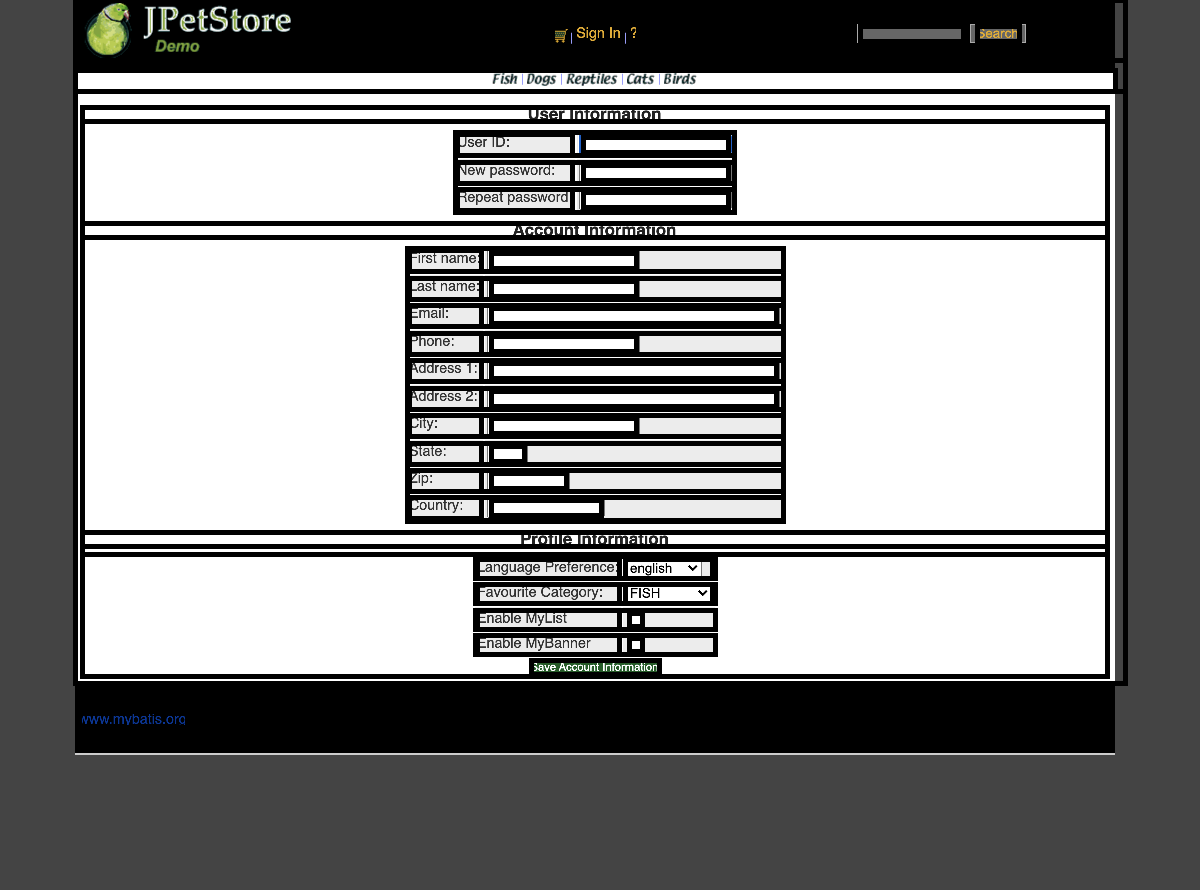 JPetStore
Demo
Sign In ?
Search
Fish Dogs Reptiles Cats Birds
User Information
User ID:
New password:
Repeat password
Account Information
First name:
Last name:
Email:
Phone:
Address 1:
Address 2:
City:
State:
Zip:
Country:
Profile Information
Language Preference: english
Favourite Category: FISH
Enable MyList
Enable MyBanner
Save Account Information
www.mybatis.org